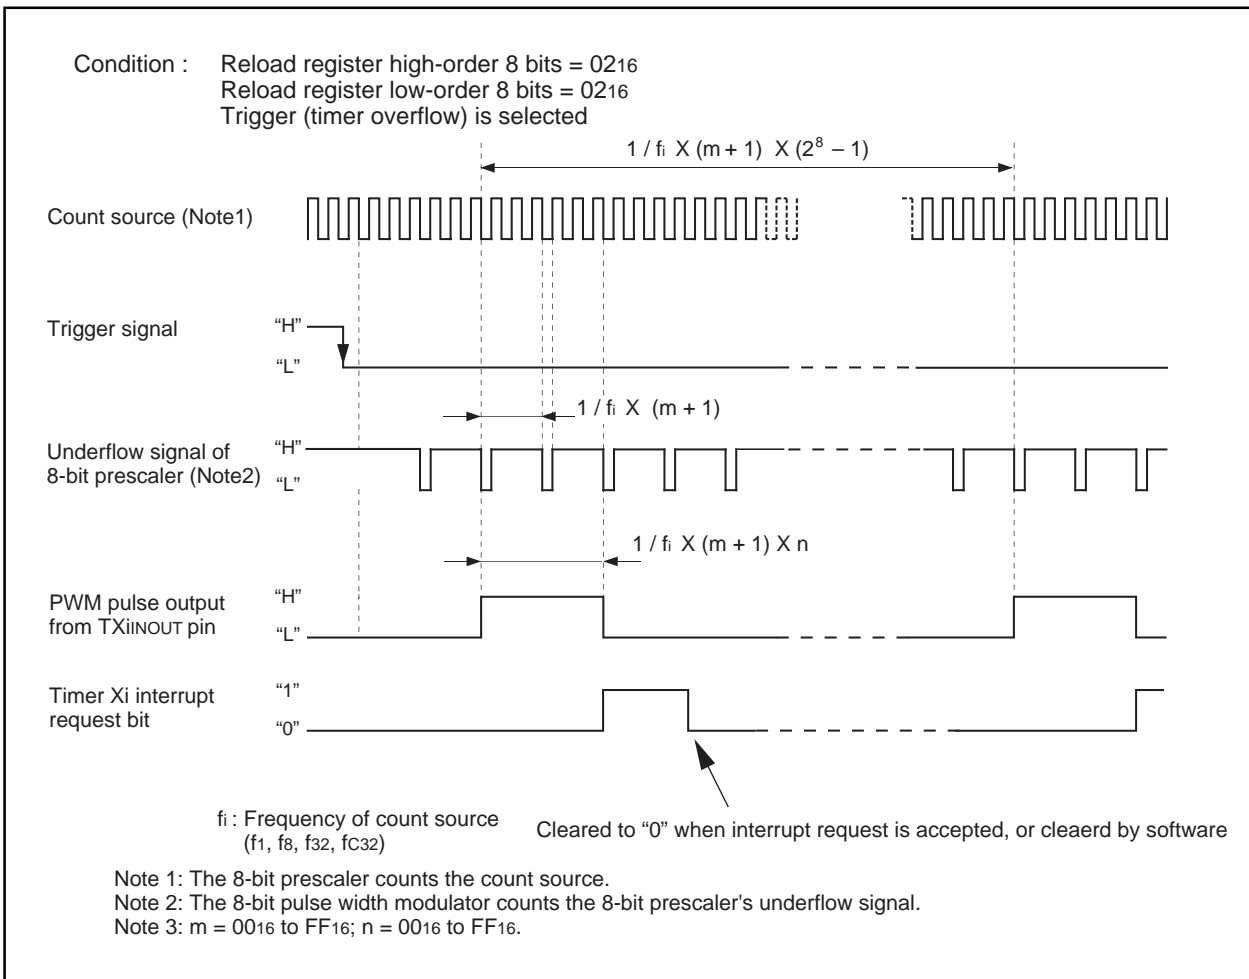 Condition : Reload register high-order 8 bits = 0216
Reload register low-order 8 bits = 0216
Trigger (timer overflow) is selected
1 / fi X (m + 1) X (2^8 – 1)
Count source (Note1)
Trigger signal
“H”
“L”
1 / fi X (m + 1)
Underflow signal of
8-bit prescaler (Note2)
“H”
“L”
1 / fi X (m + 1) X n
PWM pulse output
from TXiINOUT pin
“H”
“L”
Timer Xi interrupt
request bit
“1”
“0”
fi : Frequency of count source
(f1, f8, f32, fC32)
Cleared to “0” when interrupt request is accepted, or cleaerd by software
Note 1: The 8-bit prescaler counts the count source.
Note 2: The 8-bit pulse width modulator counts the 8-bit prescaler's underflow signal.
Note 3: m = 0016 to FF16; n = 0016 to FF16.